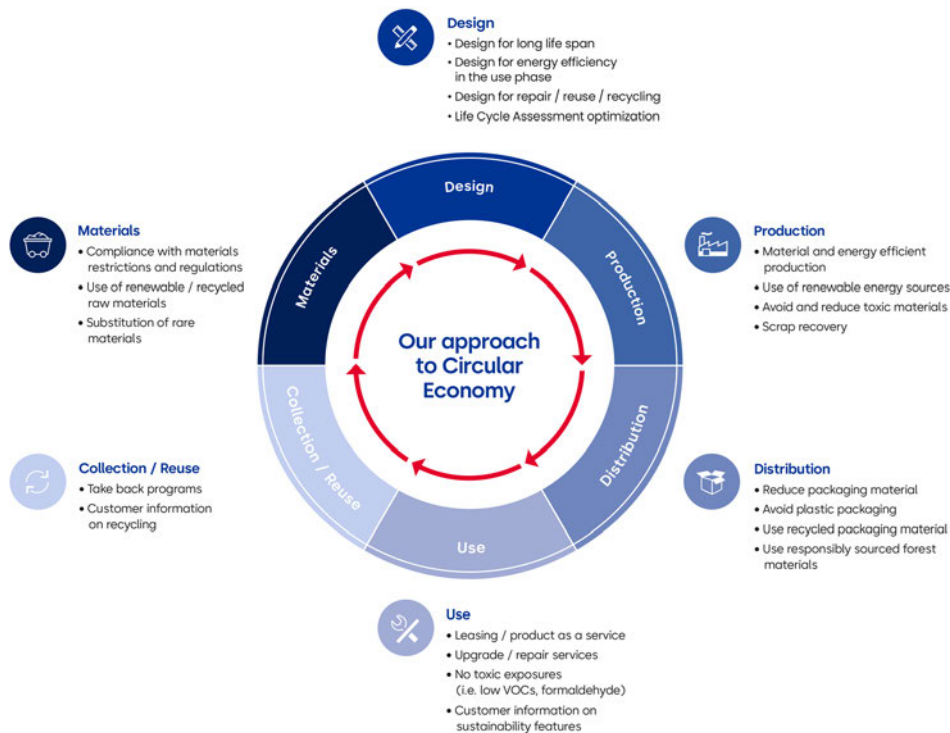 Design
• Design for long life span
• Design for energy efficiency
in the use phase
• Design for repair / reuse / recycling
• Life Cycle Assessment optimization
Design
Production
Distribution
Use
Collection / Reuse
Materials
Our approach
to Circular
Economy
Production
• Material and energy efficient
production
• Use of renewable energy sources
• Avoid and reduce toxic materials
• Scrap recovery
Distribution
• Reduce packaging material
• Avoid plastic packaging
• Use recycled packaging material
• Use responsibly sourced forest
materials
Use
• Leasing / product as a service
• Upgrade / repair services
• No toxic exposures
(i.e. low VOCs, formaldehyde)
• Customer information on
sustainability features
Collection / Reuse
• Take back programs
• Customer information
on recycling
Materials
• Compliance with materials
restrictions and regulations
• Use of renewable / recycled
raw materials
• Substitution of rare
materials